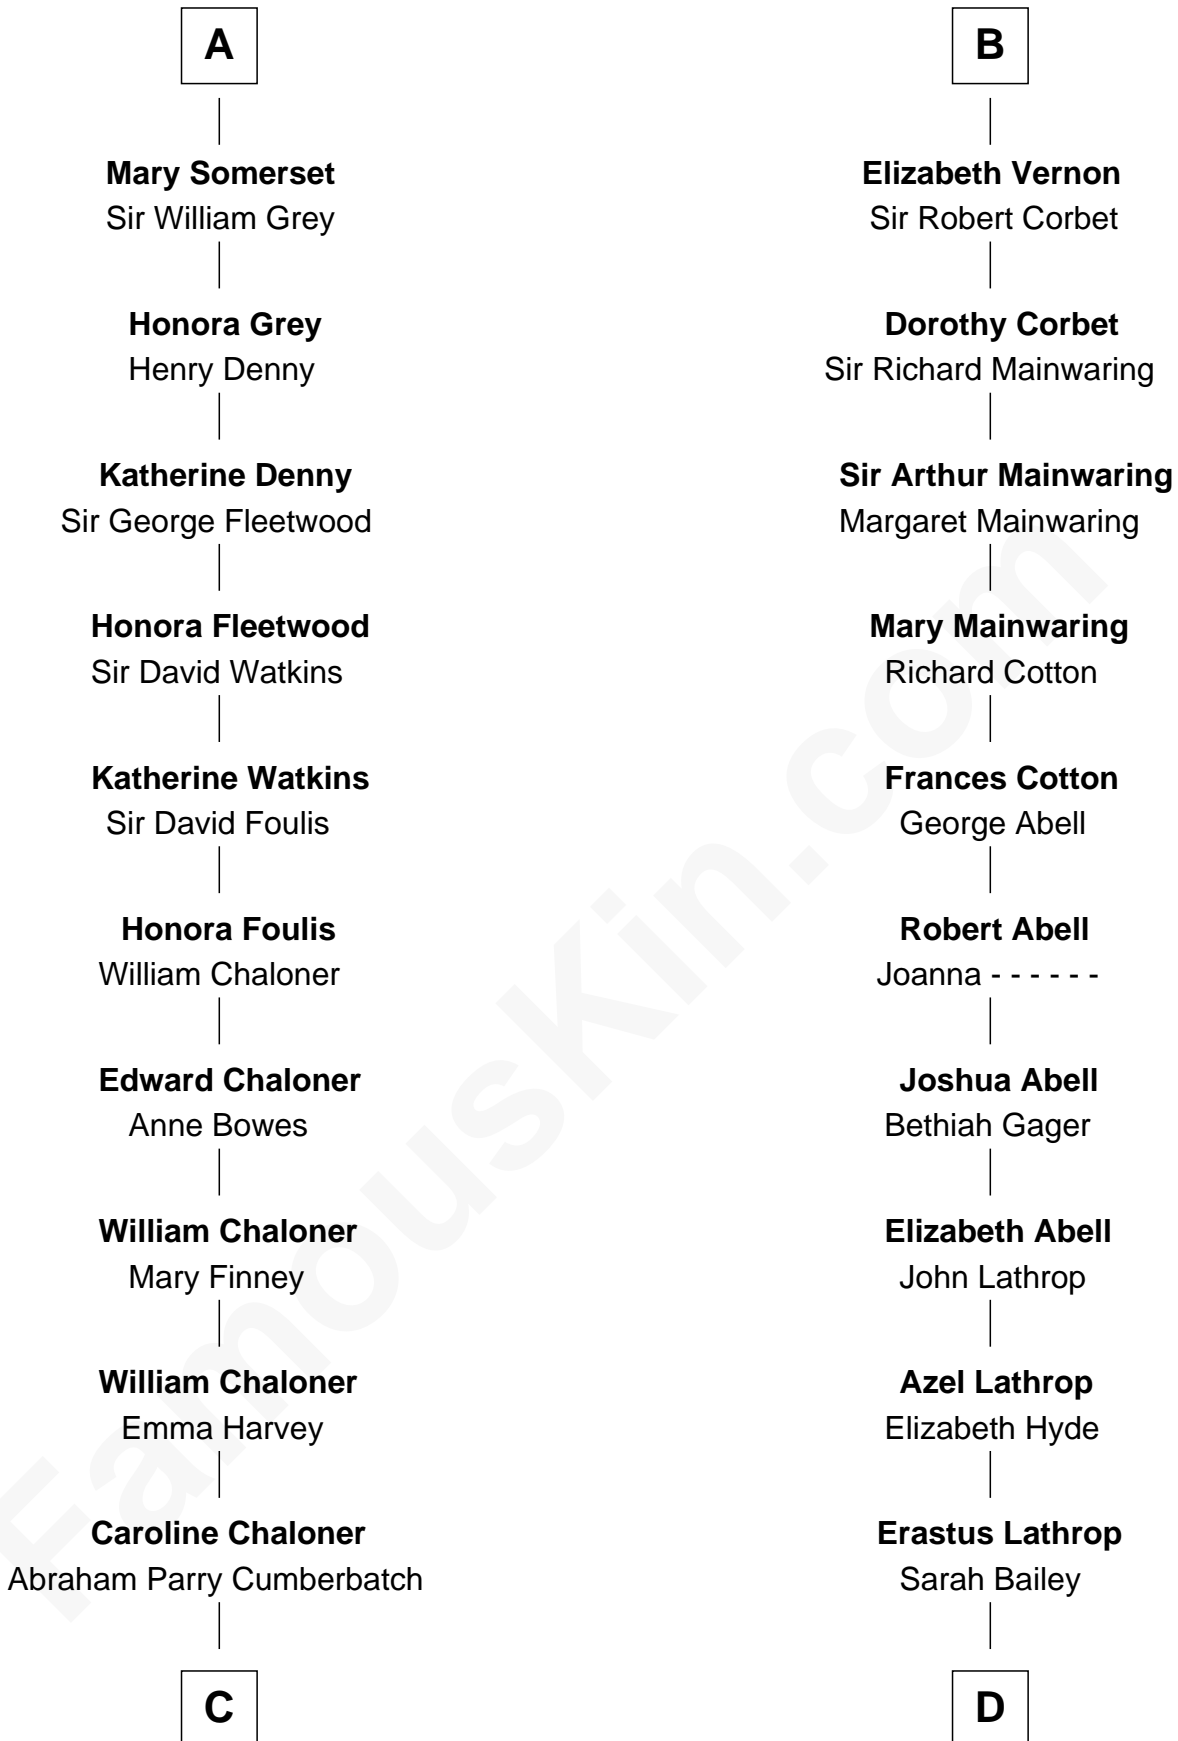 A
Mary Somerset
Sir William Grey
Honora Grey
Henry Denny
Katherine Denny
Sir George Fleetwood
Honora Fleetwood
Sir David Watkins
Katherine Watkins
Sir David Foulis
Honora Foulis
William Chaloner
Edward Chaloner
Anne Bowes
William Chaloner
Mary Finney
William Chaloner
Emma Harvey
Caroline Chaloner
Abraham Parry Cumberbatch
C
B
Elizabeth Vernon
Sir Robert Corbet
Dorothy Corbet
Sir Richard Mainwaring
Sir Arthur Mainwaring
Margaret Mainwaring
Mary Mainwaring
Richard Cotton
Frances Cotton
George Abell
Robert Abell
Joanna - - - - - -
Joshua Abell
Bethiah Gager
Elizabeth Abell
John Lathrop
Azel Lathrop
Elizabeth Hyde
Erastus Lathrop
Sarah Bailey
D
FamousKin.com